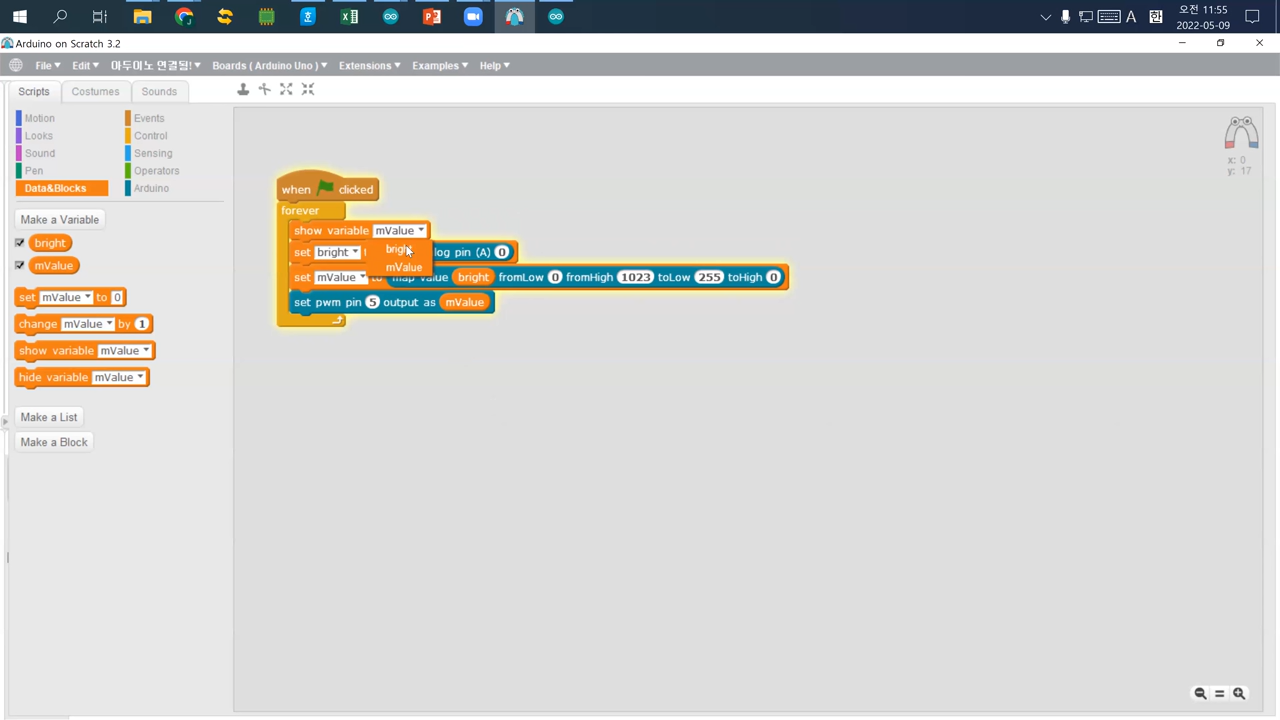 오전 11:55
A 한
2022-05-09
Arduino on Scratch 3.2
File Edit 아두이노 연결됨! Boards ( Arduino Uno ) Extensions Examples Help
Scripts Costumes Sounds
Motion Events
Looks Control
Sound Sensing
Pen Operators
Data&Blocks Arduino
Make a Variable
bright
mValue
set mValue to 0
change mValue by 1
show variable mValue
hide variable mValue
Make a List
Make a Block
when clicked
forever
show variable mValue
bright
mValue
set bright log pin (A) 0
set mValue to map value bright fromLow 0 fromHigh 1023 toLow 255 toHigh 0
set pwm pin 5 output as mValue
x: 0
y: 17